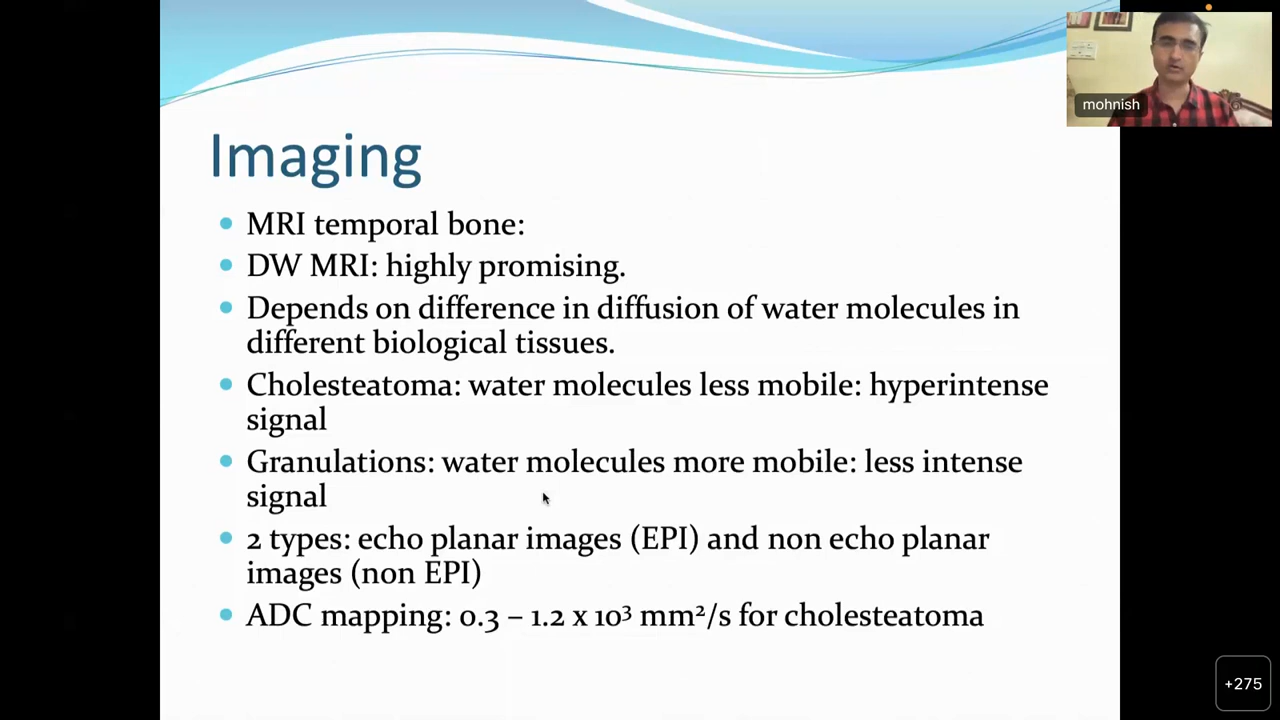 mohnish
Imaging
• MRI temporal bone:
• DW MRI: highly promising.
• Depends on difference in diffusion of water molecules in
different biological tissues.
• Cholesteatoma: water molecules less mobile: hyperintense
signal
• Granulations: water molecules more mobile: less intense
signal
• 2 types: echo planar images (EPI) and non echo planar
images (non EPI)
• ADC mapping: 0.3 – 1.2 x 10³ mm²/s for cholesteatoma
+275